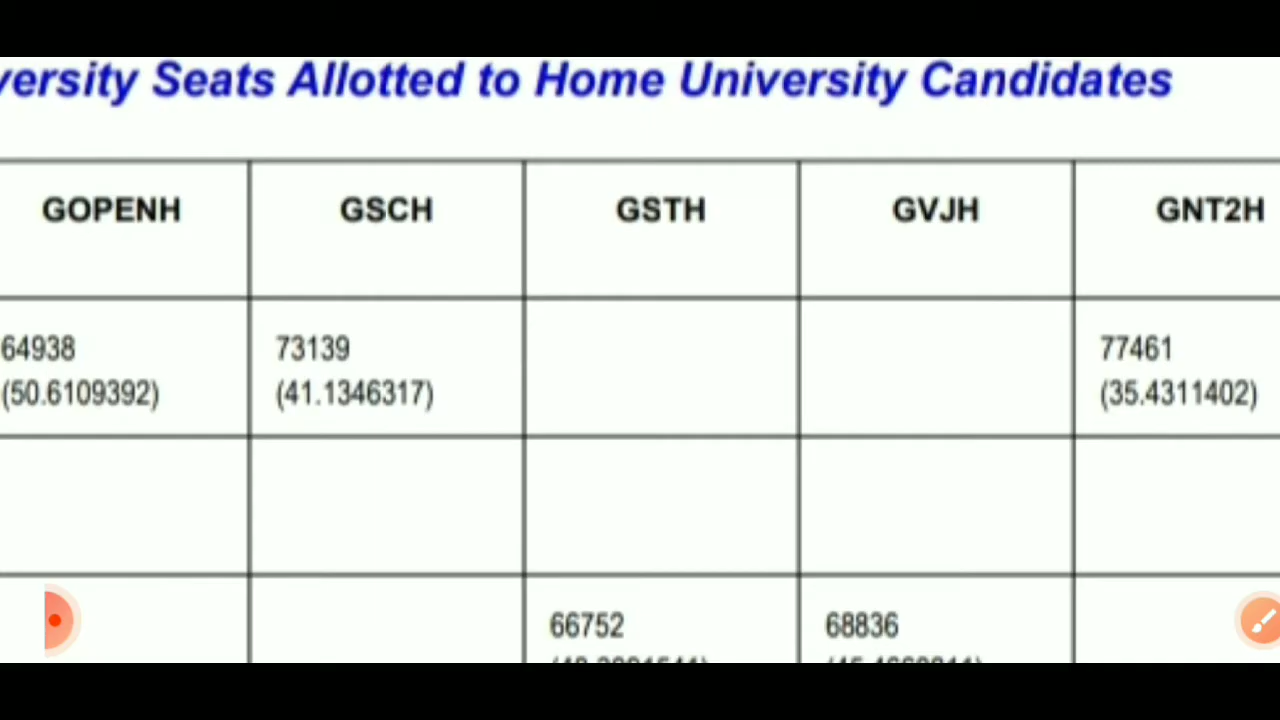 versity Seats Allotted to Home University Candidates
GOPENH GSCH GSTH GVJH GNT2H
64938 73139 77461
(50.6109392) (41.1346317) (35.4311402)
66752 68836